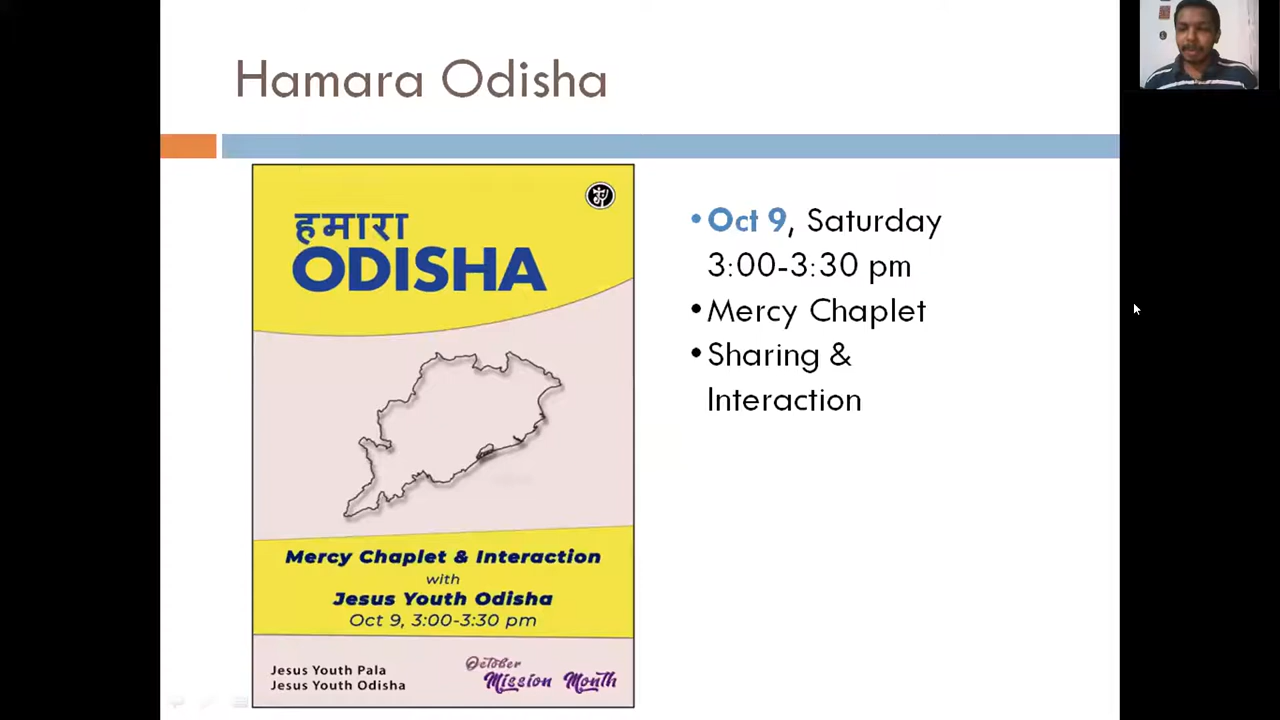 Hamara Odisha
हमारा
ODISHA
Mercy Chaplet & Interaction
with
Jesus Youth Odisha
Oct 9, 3:00-3:30 pm
Jesus Youth Pala
Jesus Youth Odisha
October
Mission Month
•Oct 9, Saturday
3:00-3:30 pm
•Mercy Chaplet
•Sharing &
Interaction